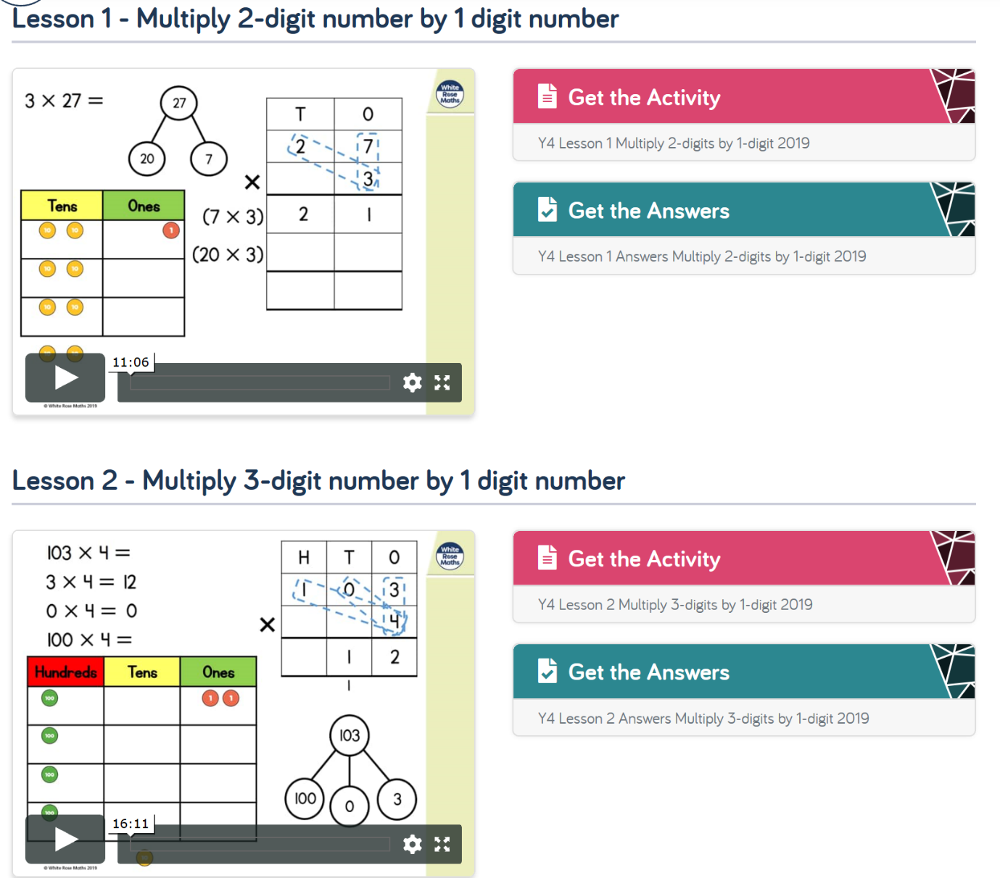 Lesson 1 - Multiply 2-digit number by 1 digit number
3 × 27 =
27
20
7
T O
2 7
3
×
(7 × 3) 2 1
(20 × 3)
Tens Ones
10 10 1
10 10
10 10
10 10
11:06
© White Rose Maths 2019
White
Rose
Maths
Get the Activity
Y4 Lesson 1 Multiply 2-digits by 1-digit 2019
Get the Answers
Y4 Lesson 1 Answers Multiply 2-digits by 1-digit 2019
Lesson 2 - Multiply 3-digit number by 1 digit number
103 × 4 =
3 × 4 = 12
0 × 4 = 0
100 × 4 =
H T O
1 0 3
4
×
1 2
1
Hundreds Tens Ones
100 1 1
100
100
100
10
103
100
0
3
16:11
© White Rose Maths 2019
White
Rose
Maths
Get the Activity
Y4 Lesson 2 Multiply 3-digits by 1-digit 2019
Get the Answers
Y4 Lesson 2 Answers Multiply 3-digits by 1-digit 2019